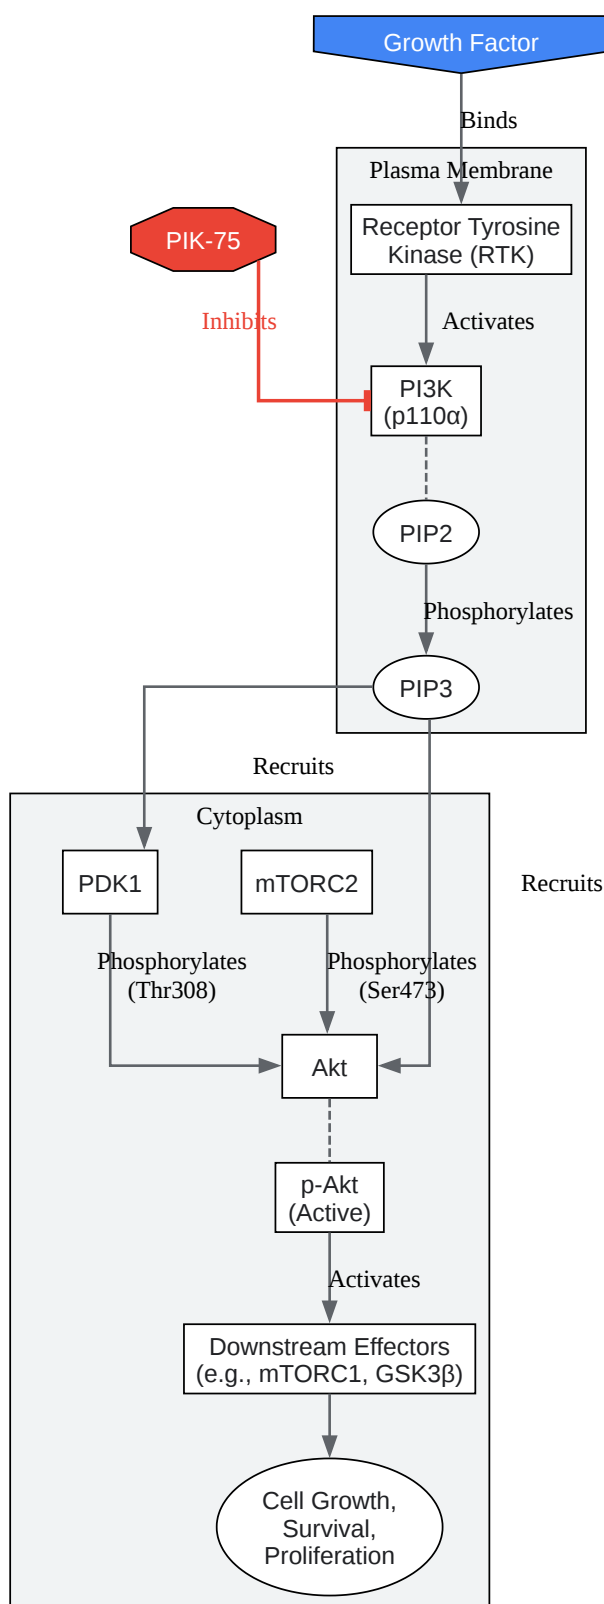 Growth Factor
Binds
Plasma Membrane
Receptor Tyrosine
Kinase (RTK)
PIK-75
Inhibits
Activates
PI3K
(p110α)
PIP2
Phosphorylates
PIP3
Recruits
Cytoplasm
PDK1
mTORC2
Recruits
Phosphorylates
(Thr308)
Phosphorylates
(Ser473)
Akt
p-Akt
(Active)
Activates
Downstream Effectors
(e.g., mTORC1, GSK3β)
Cell Growth,
Survival,
Proliferation